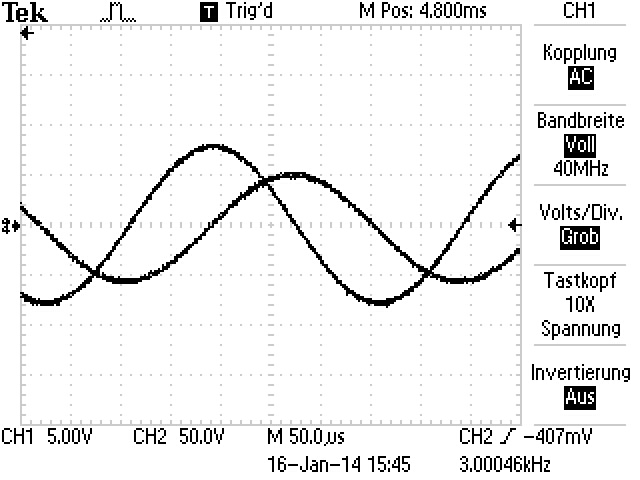 Tek T Trig'd M Pos: 4.800ms CH1
Kopplung
AC
Bandbreite
Voll
40MHz
Volts/Div.
Grob
Tastkopf
10X
Spannung
Invertierung
Aus
CH1 5.00V CH2 50.0V M 50.0µs CH2 -407mV
16-Jan-14 15:45 3.00046kHz